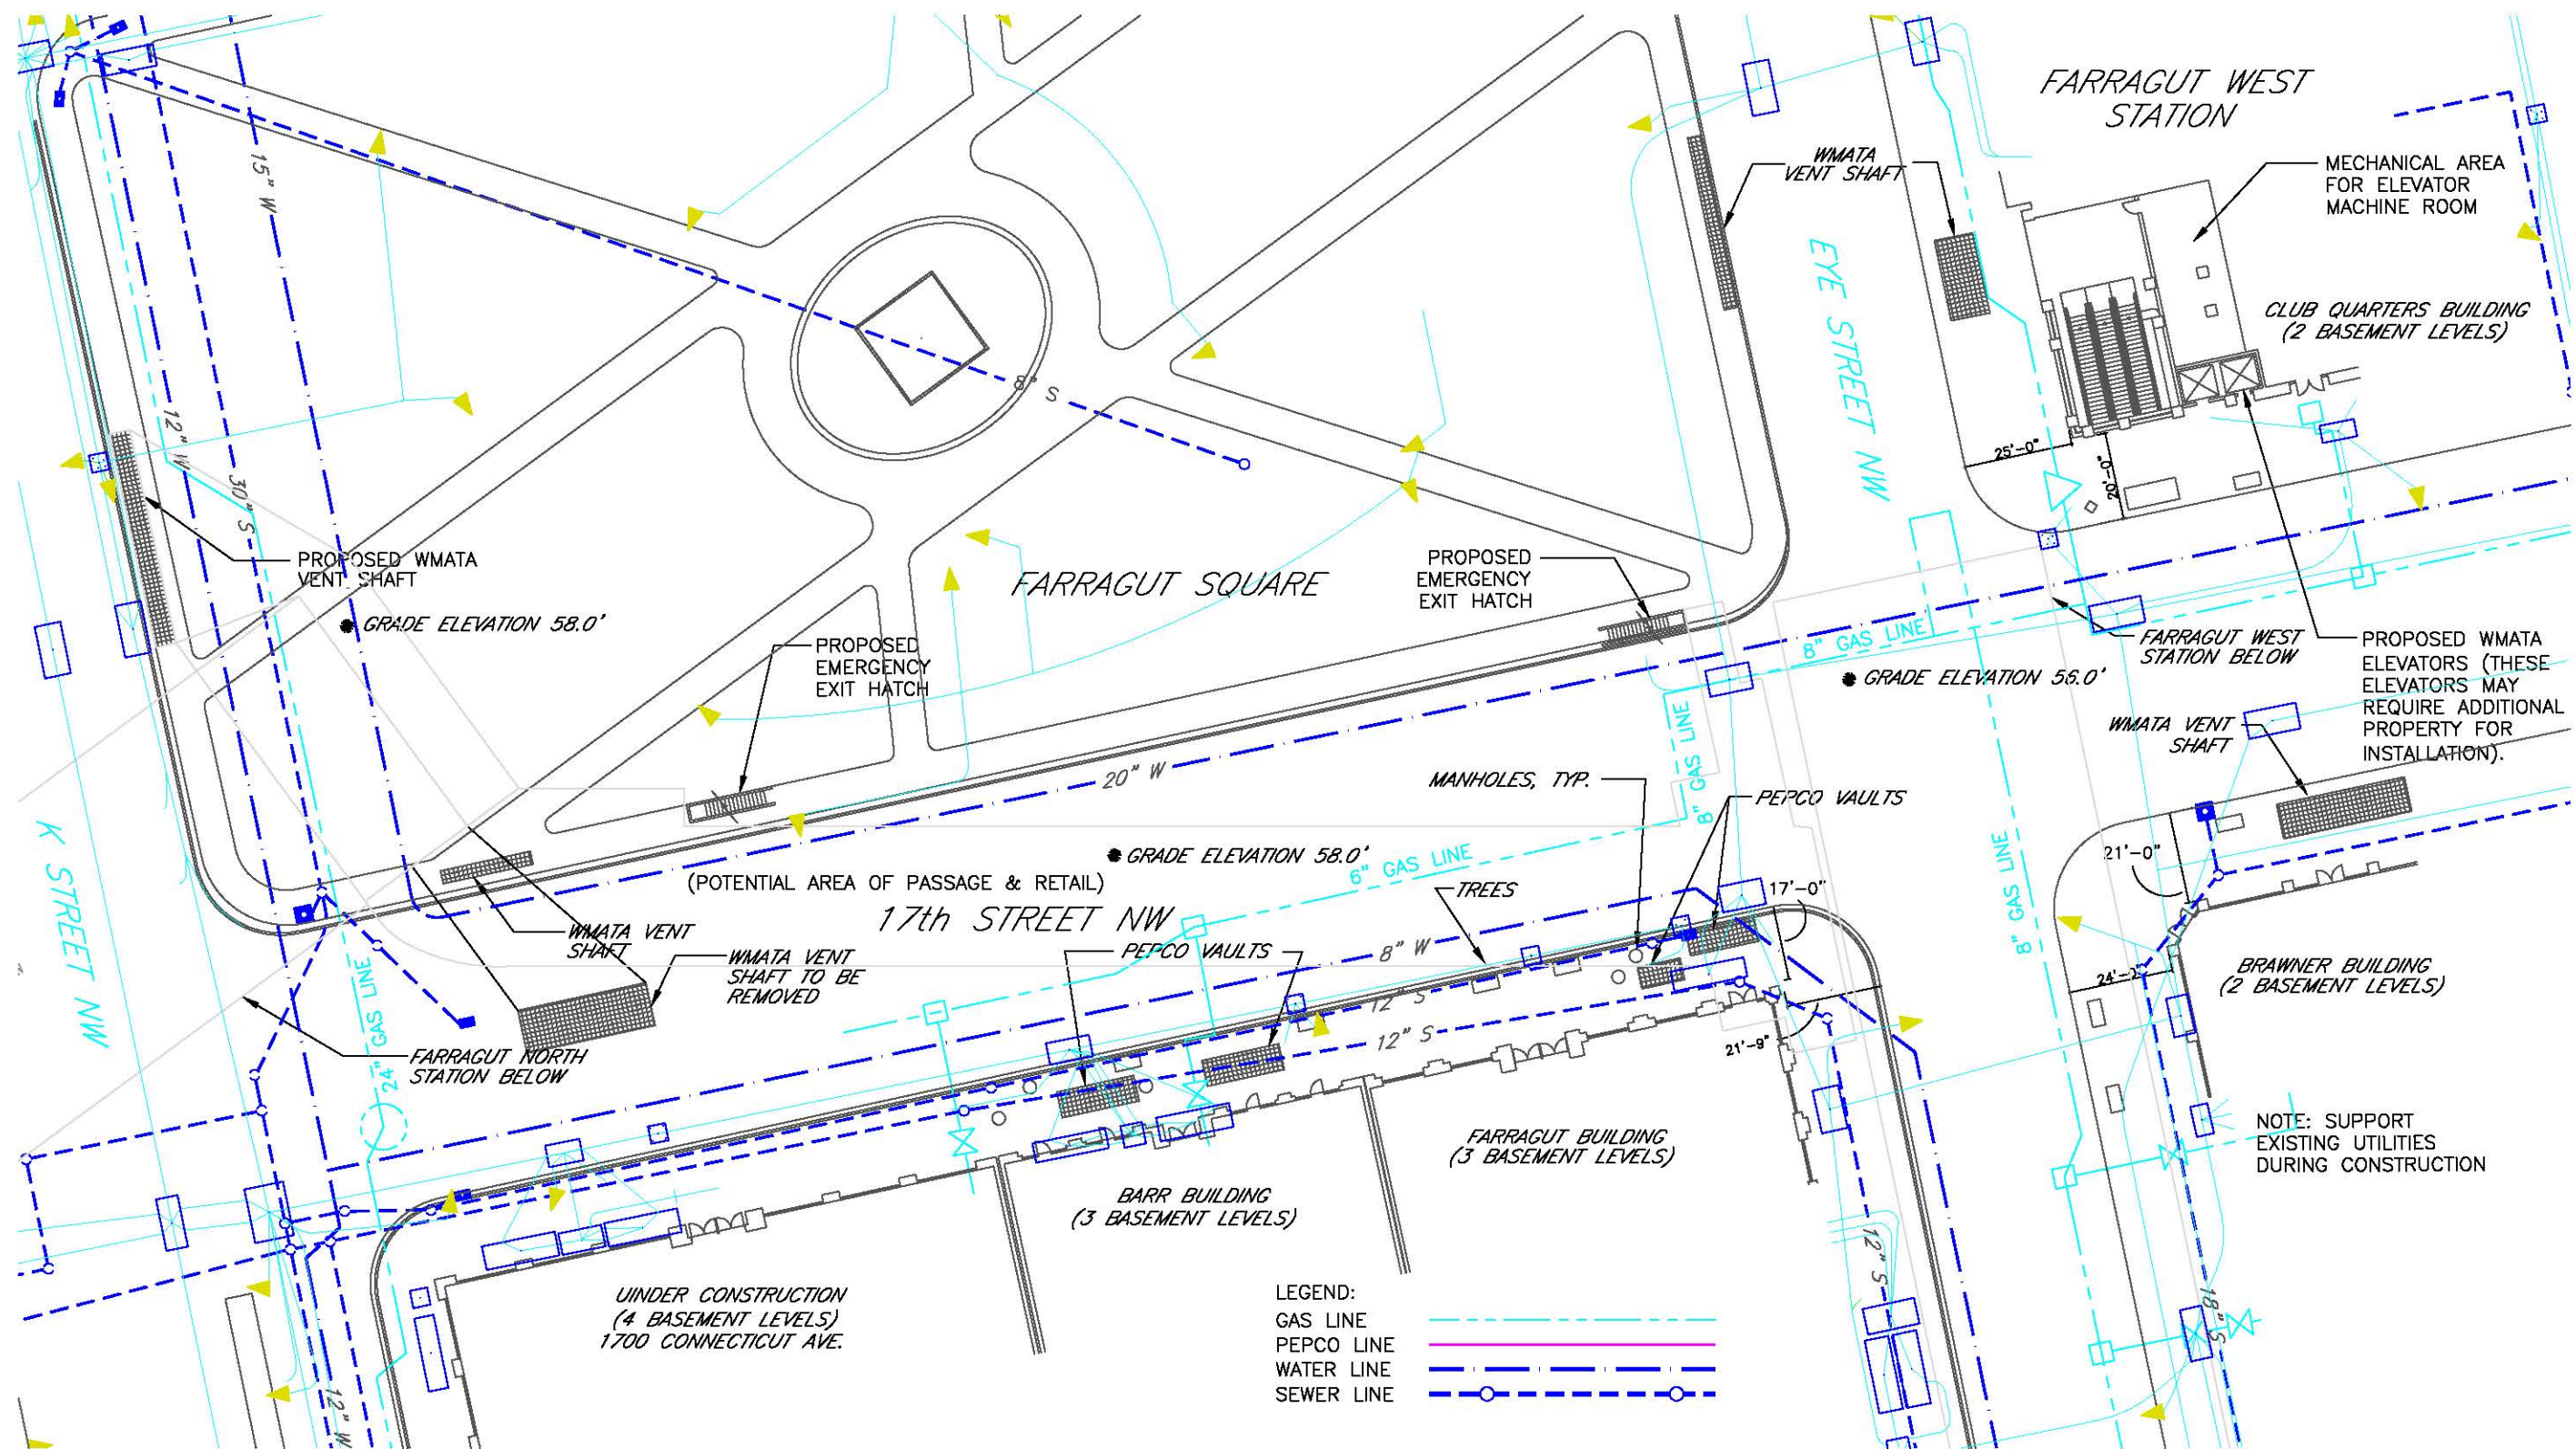 FARRAGUT WEST
STATION
WMATA
VENT SHAFT
MECHANICAL AREA
FOR ELEVATOR
MACHINE ROOM
15" W
EYE STREET NW
CLUB QUARTERS BUILDING
(2 BASEMENT LEVELS)
8" S
12" W
30" S
25'-0"
20'-0"
PROPOSED WMATA
VENT SHAFT
FARRAGUT SQUARE
PROPOSED
EMERGENCY
EXIT HATCH
GRADE ELEVATION 58.0'
PROPOSED
EMERGENCY
EXIT HATCH
8" GAS LINE
FARRAGUT WEST
STATION BELOW
PROPOSED WMATA
ELEVATORS (THESE
ELEVATORS MAY
REQUIRE ADDITIONAL
PROPERTY FOR
INSTALLATION).
GRADE ELEVATION 56.0'
WMATA VENT
SHAFT
8" GAS LINE
20" W
MANHOLES, TYP.
PEPCO VAULTS
K STREET NW
GRADE ELEVATION 58.0'
6" GAS LINE
(POTENTIAL AREA OF PASSAGE & RETAIL)
17th STREET NW
TREES
17'-0"
21'-0"
8" GAS LINE
WMATA VENT
SHAFT
WMATA VENT
SHAFT TO BE
REMOVED
PEPCO VAULTS
8" W
24'-2"
BRAWNER BUILDING
(2 BASEMENT LEVELS)
24" GAS LINE
12" S
12" S
21'-9"
FARRAGUT NORTH
STATION BELOW
FARRAGUT BUILDING
(3 BASEMENT LEVELS)
NOTE: SUPPORT
EXISTING UTILITIES
DURING CONSTRUCTION
BARR BUILDING
(3 BASEMENT LEVELS)
12" S
18" S
UINDER CONSTRUCTION
(4 BASEMENT LEVELS)
1700 CONNECTICUT AVE.
12" W
LEGEND:
GAS LINE
PEPCO LINE
WATER LINE
SEWER LINE